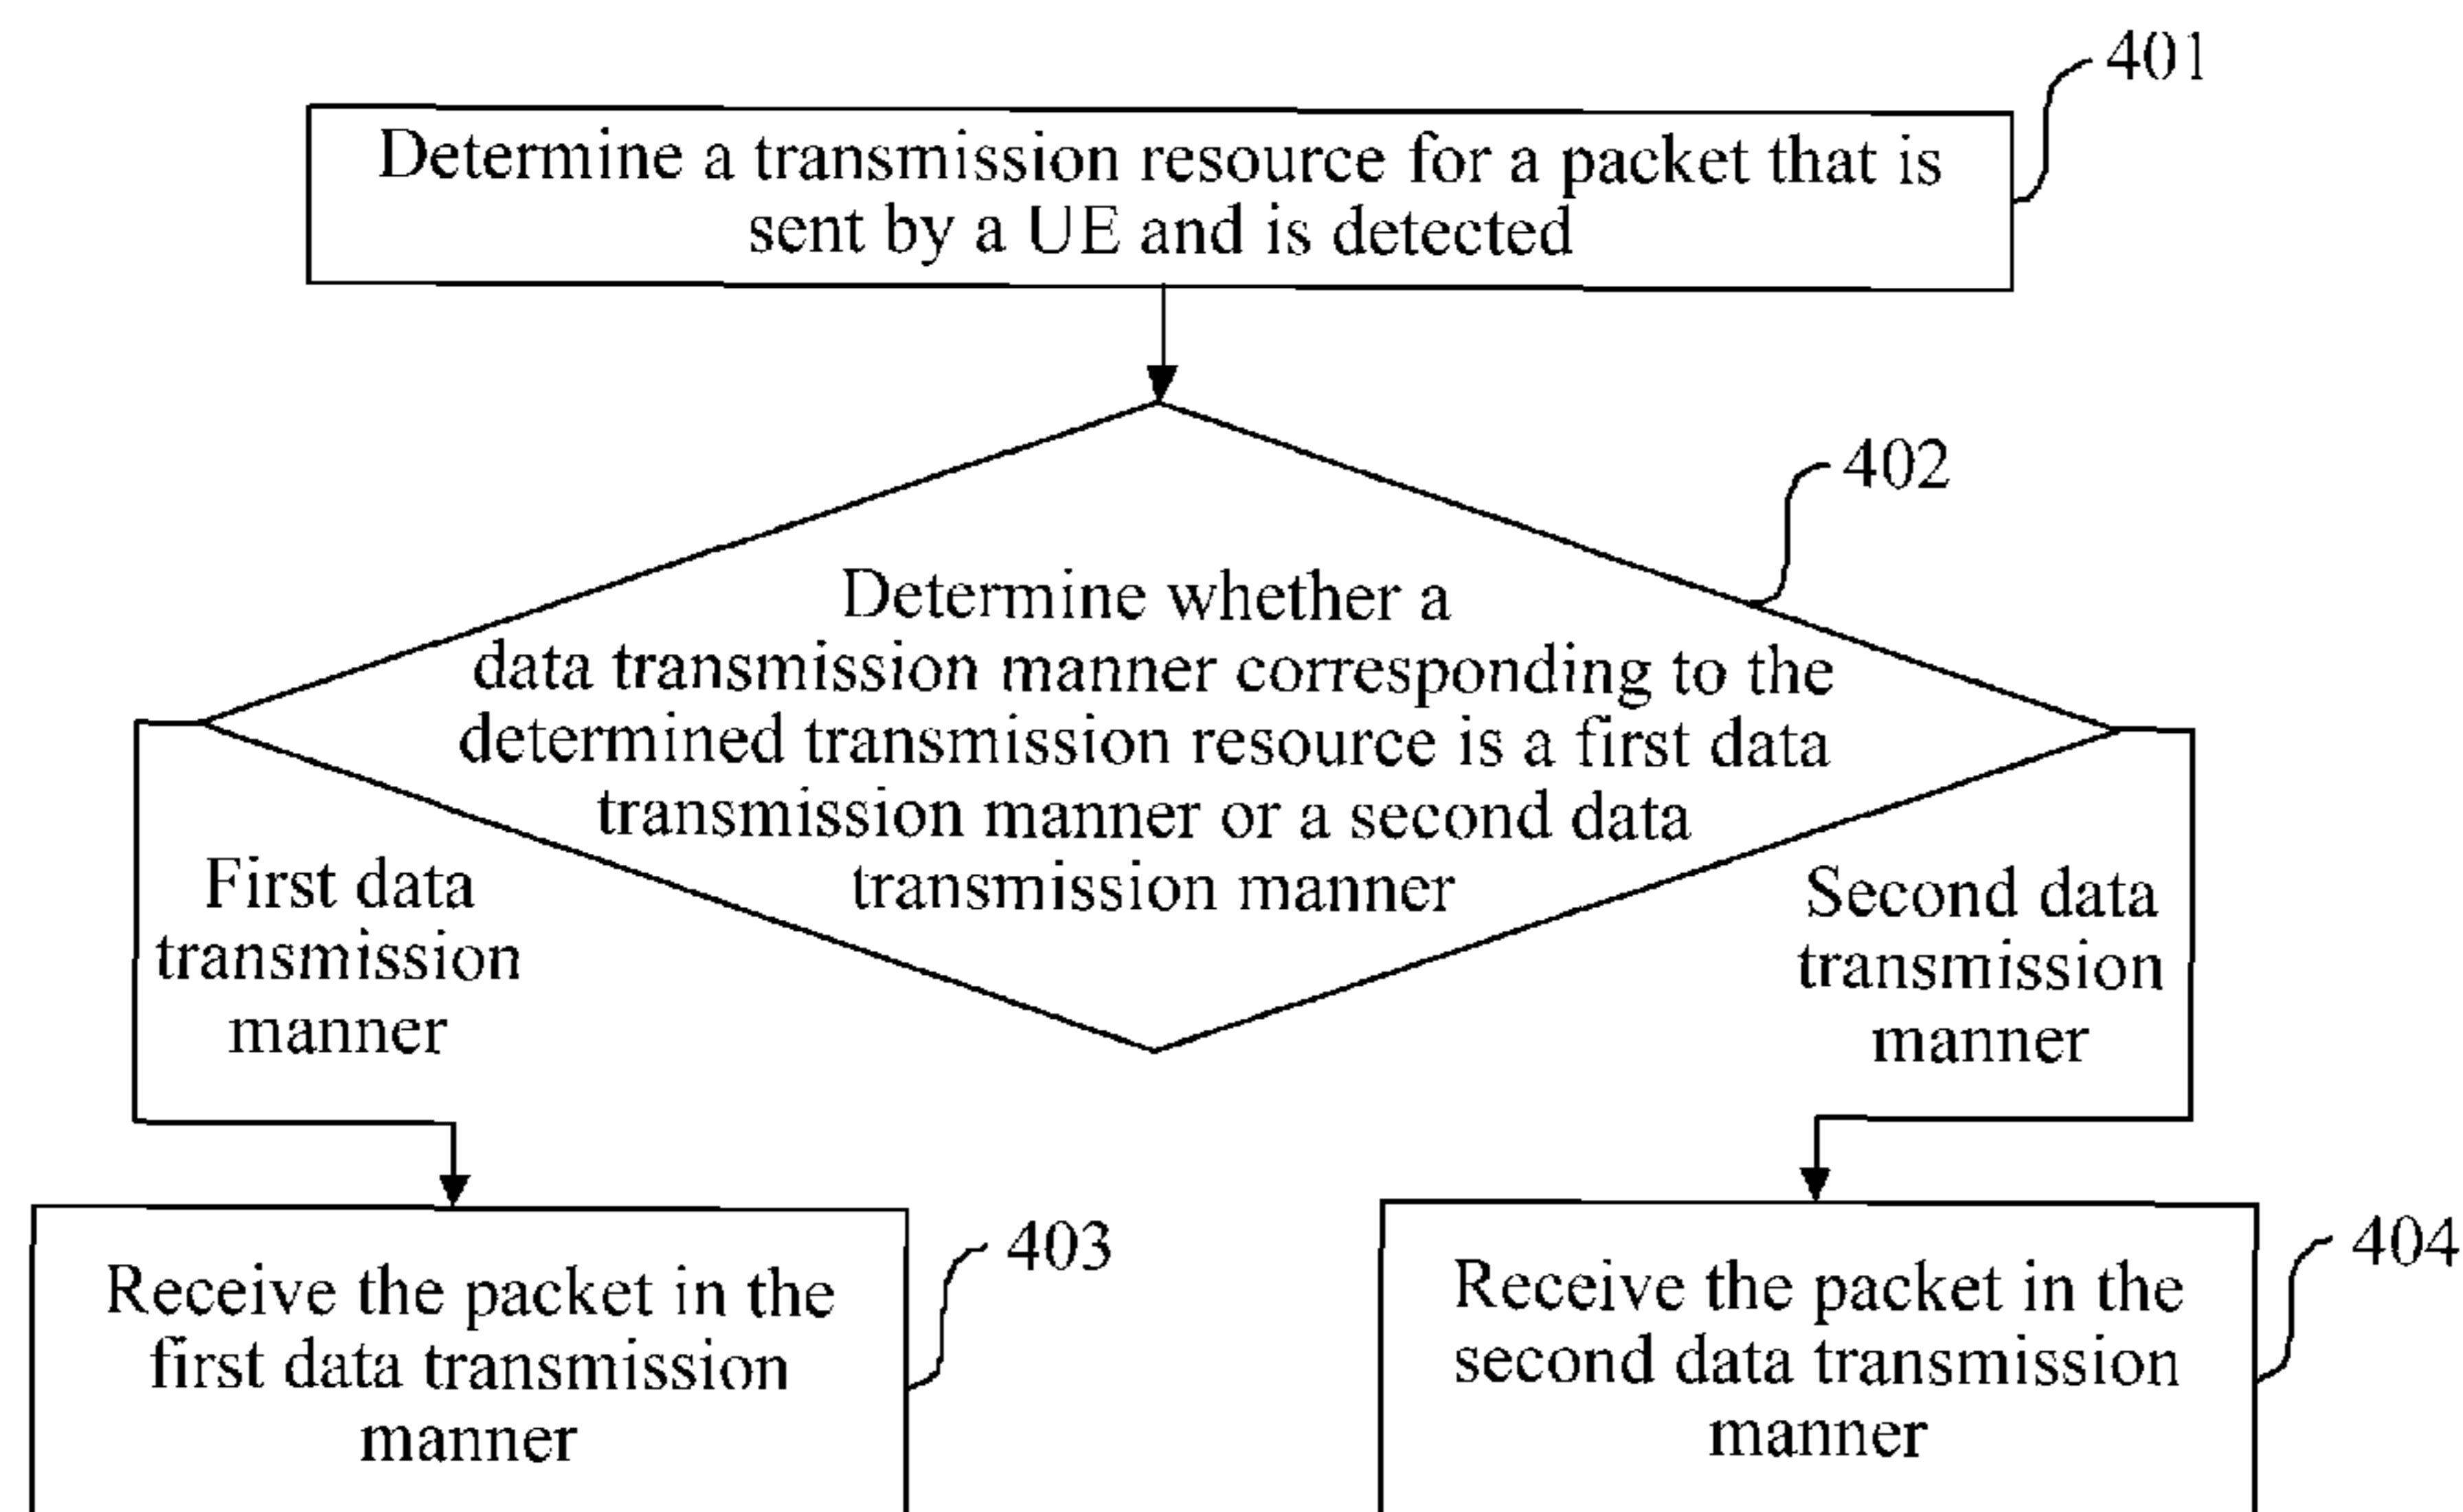 401
Determine a transmission resource for a packet that is
sent by a UE and is detected
402
Determine whether a
data transmission manner corresponding to the
determined transmission resource is a first data
transmission manner or a second data
transmission manner
First data
transmission
manner
Second data
transmission
manner
403
Receive the packet in the
first data transmission
manner
404
Receive the packet in the
second data transmission
manner